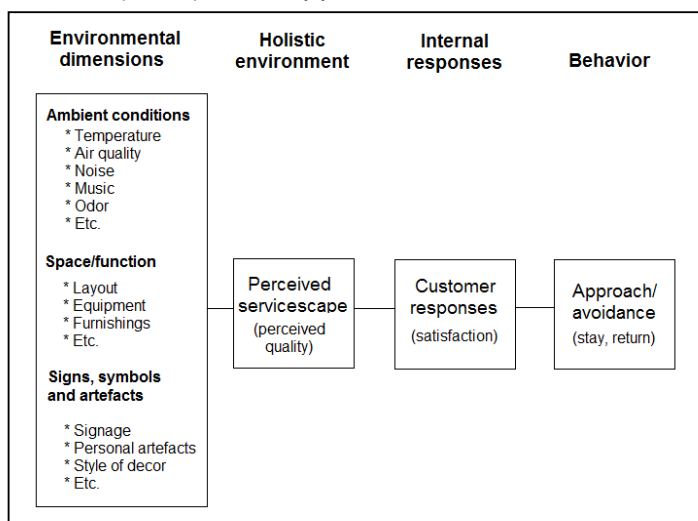 Environmental dimensions
Holistic environment
Internal responses
Behavior
Ambient conditions
* Temperature
* Air quality
* Noise
* Music
* Odor
* Etc.
Space/function
* Layout
* Equipment
* Furnishings
* Etc.
Signs, symbols
and artefacts
* Signage
* Personal artefacts
* Style of decor
* Etc.
Perceived
servicescape
(perceived
quality)
Customer
responses
(satisfaction)
Approach/
avoidance
(stay, return)